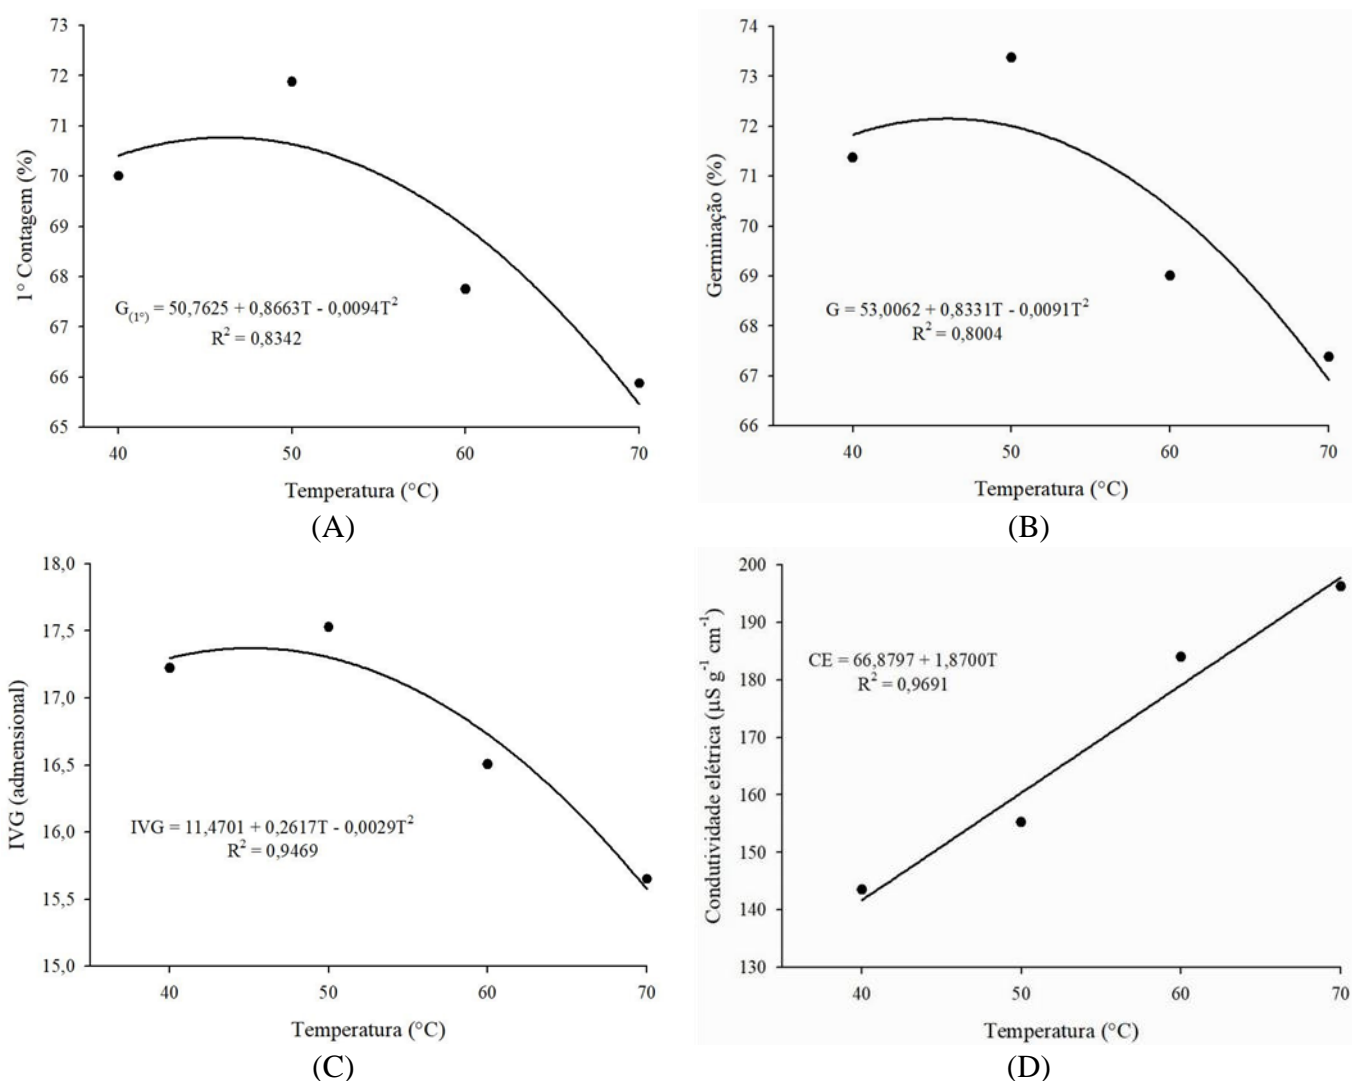 73
72
71
70
69
68
67
66
65
1° Contagem (%)
G(1°) = 50,7625 + 0,8663T - 0,0094T²
R² = 0,8342
40 50 60 70
Temperatura (°C)
(A)
74
73
72
71
70
69
68
67
66
Germinação (%)
G = 53,0062 + 0,8331T - 0,0091T²
R² = 0,8004
40 50 60 70
Temperatura (°C)
(B)
18,0
17,5
17,0
16,5
16,0
15,5
15,0
IVG (admensional)
IVG = 11,4701 + 0,2617T - 0,0029T²
R² = 0,9469
40 50 60 70
Temperatura (°C)
(C)
200
190
180
170
160
150
140
130
Condutividade elétrica (μS g⁻¹ cm⁻¹)
CE = 66,8797 + 1,8700T
R² = 0,9691
40 50 60 70
Temperatura (°C)
(D)